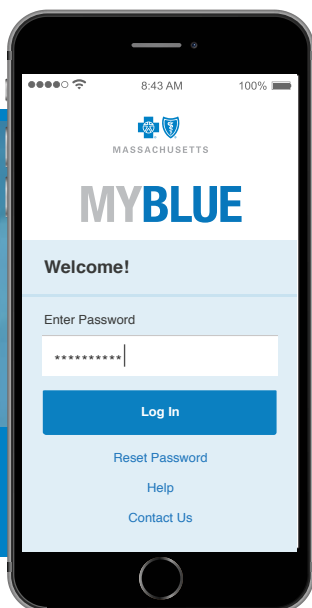 8:43 AM 100%
MASSACHUSETTS
MYBLUE
Welcome!
Enter Password
**********
Log In
Reset Password
Help
Contact Us